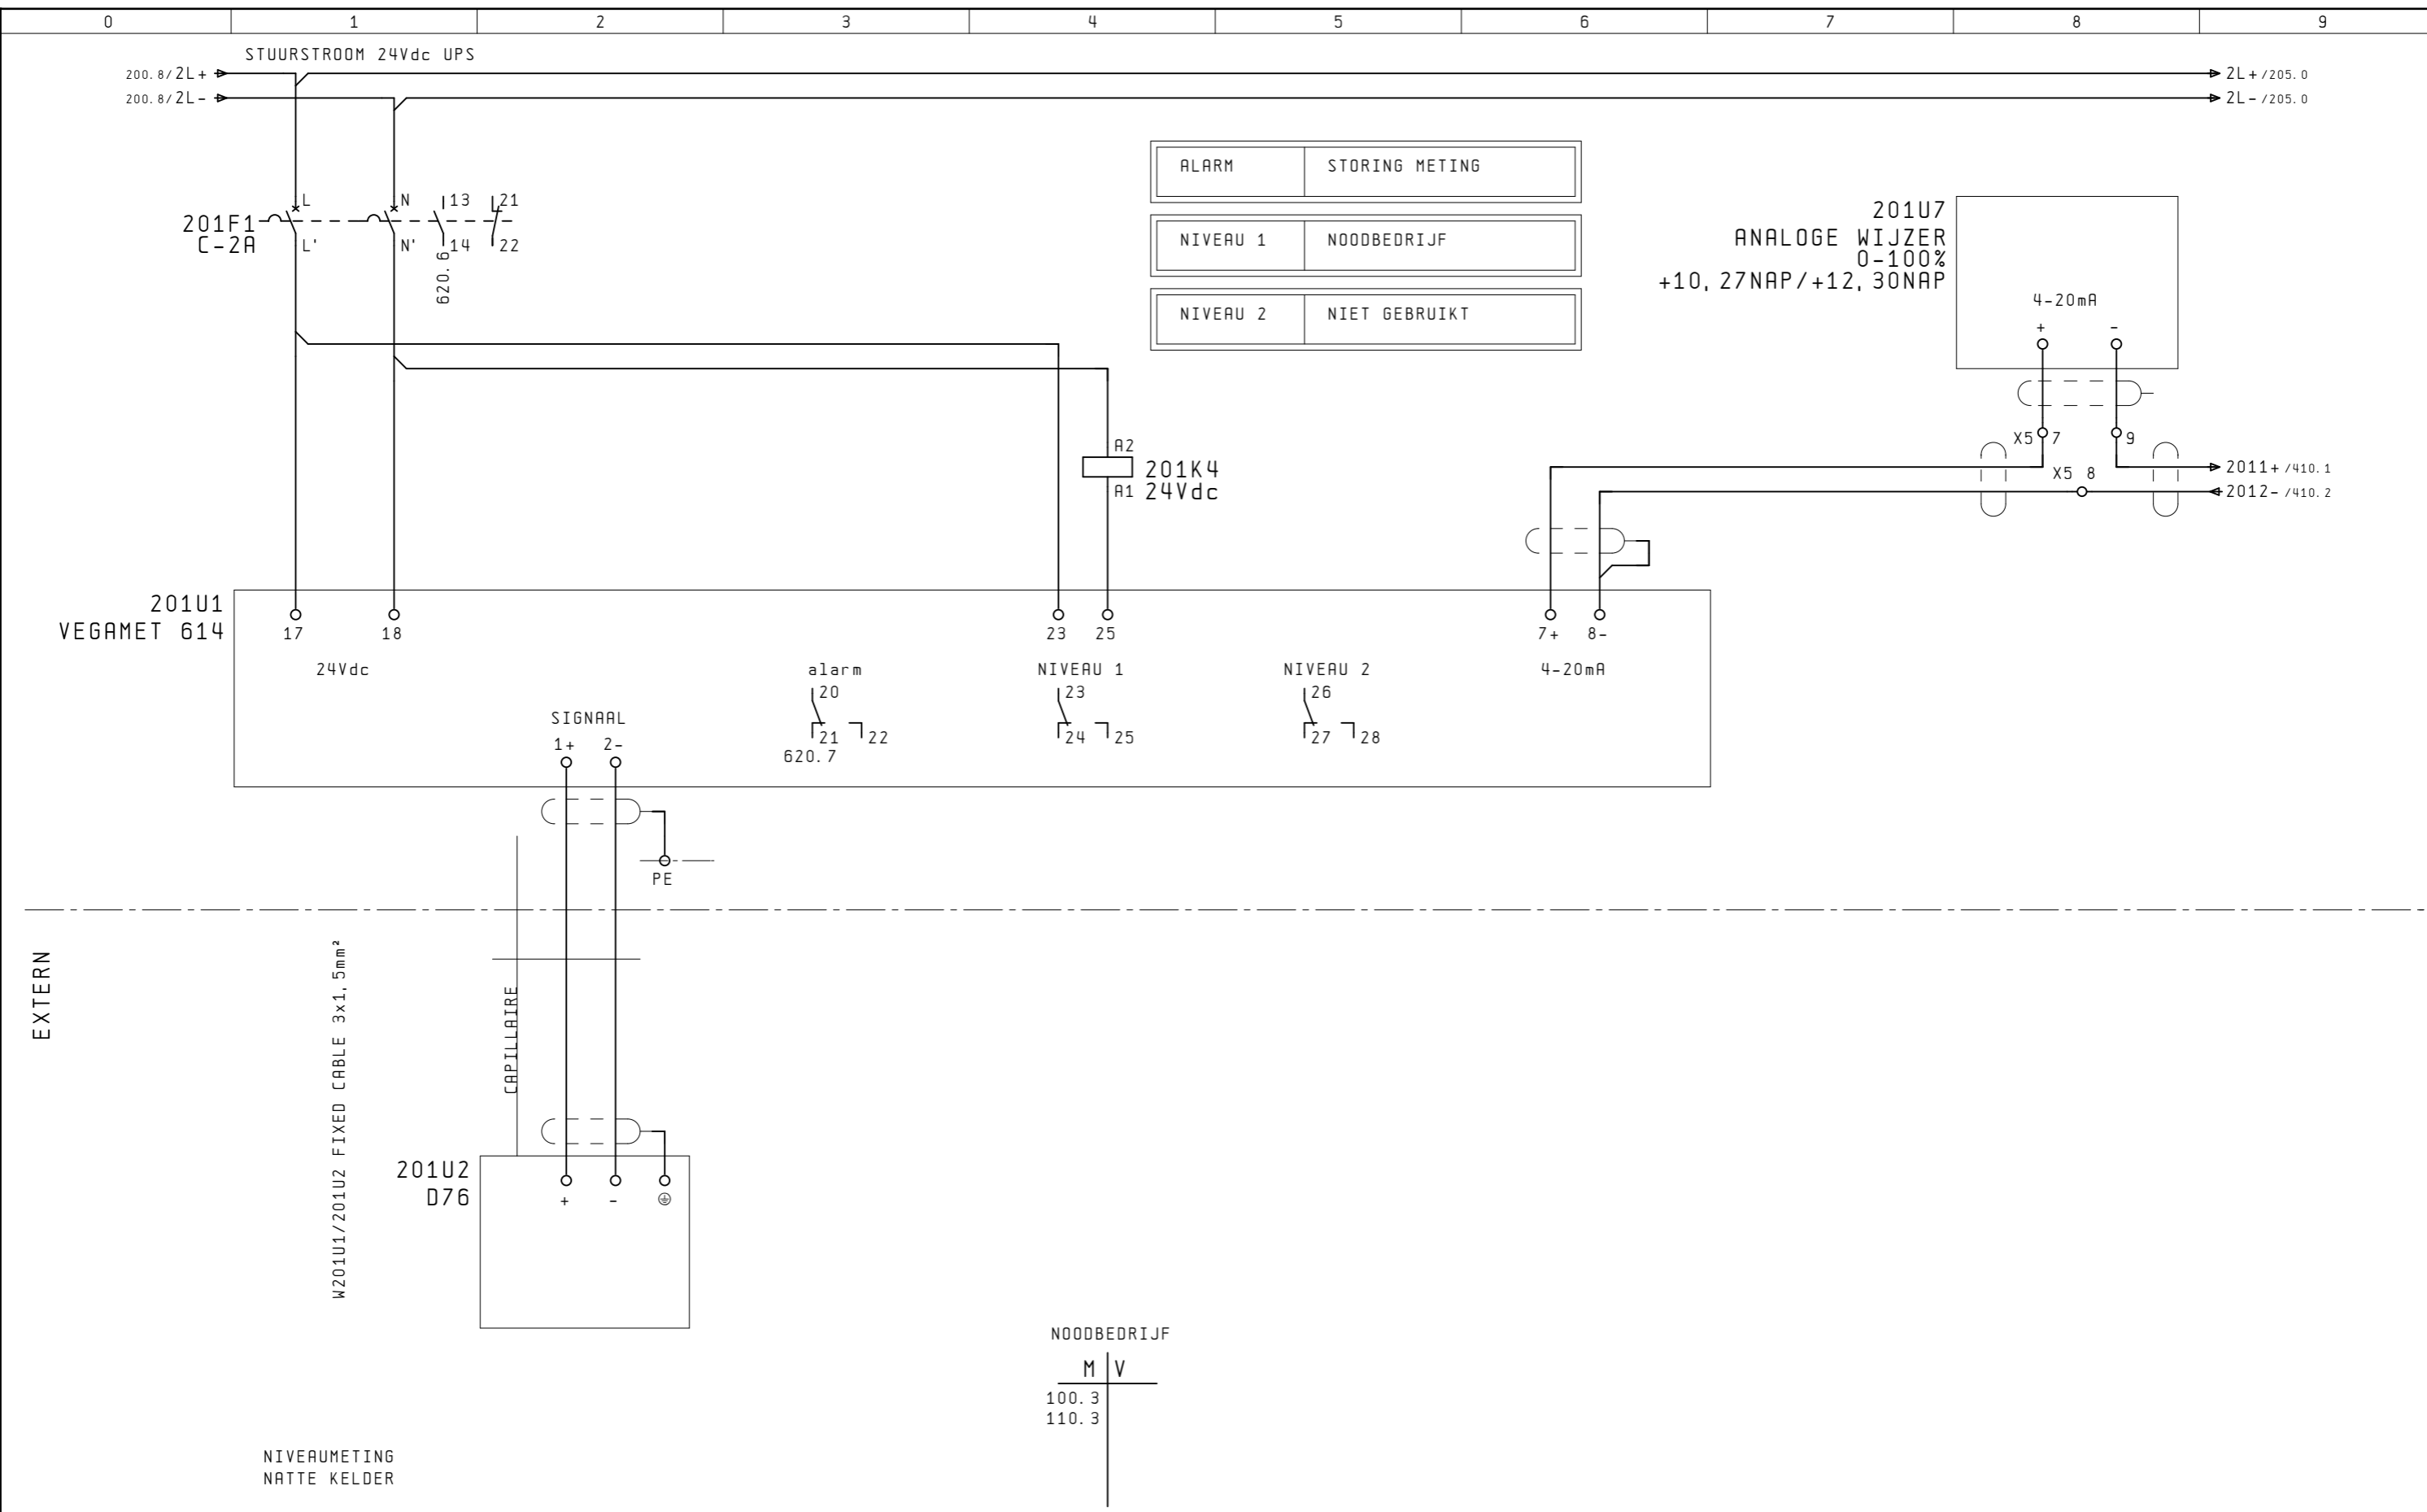 0 1 2 3 4 5 6 7 8 9
STUURSTROOM 24Vdc UPS
200.8/2L+ 2L+/205.0
200.8/2L- 2L-/205.0
ALARM STORING METING
L N 13 21
201F1
C-2A
L' N' 14 22
620.6
NIVEAU 1 NOODBEDRIJF
NIVEAU 2 NIET GEBRUIKT
201U7
ANALOGE WIJZER
0-100%
+10,27NAP/+12,30NAP
4-20mA
+ -
X5 7 9
A2
201K4
A1 24Vdc
2011+/410.1
X5 8
2012-/410.2
201U1
VEGAMET 614
17 18 23 25 7+ 8-
24Vdc alarm NIVEAU 1 NIVEAU 2 4-20mA
20 23 26
SIGNAAL
21 22 24 25 27 28
1+ 2-
620.7
PE
EXTERN
W201U1/201U2 FIXED CABLE 3x1,5mm²
CAPILLAIRE
201U2
D76
+ -
NOODBEDRIJF
M V
100.3
110.3
NIVEAUMETING
NATTE KELDER